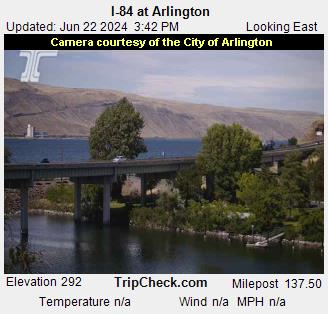 I-84 at Arlington
Updated: Jun 22 2024 3:42 PM Looking East
Camera courtesy of the City of Arlington
Elevation 292 TripCheck.com Milepost 137.50
Temperature n/a Wind n/a MPH n/a